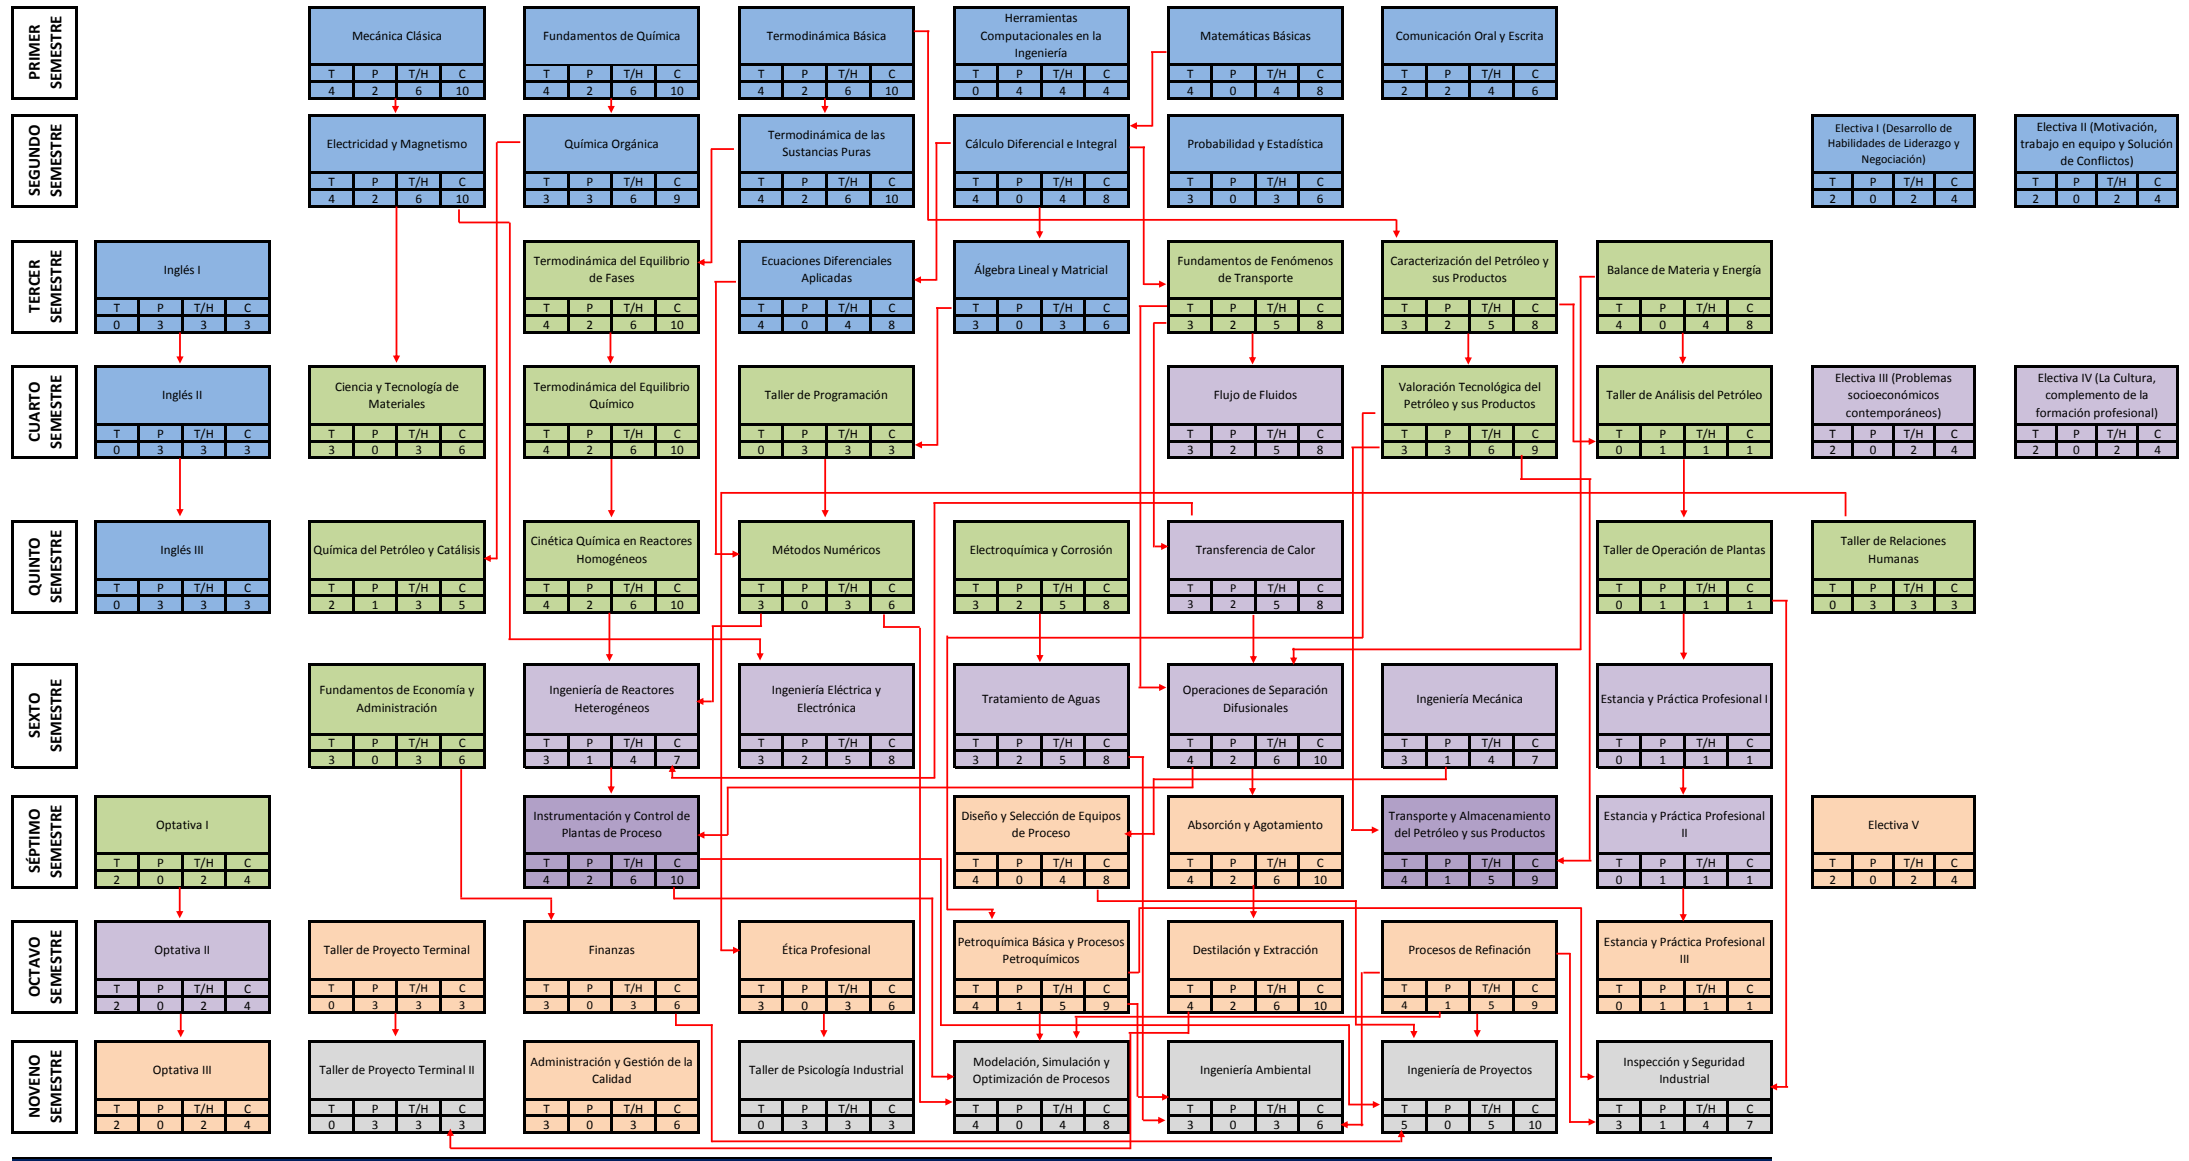 PRIMER
SEMESTRE
Mecánica Clásica
T P T/H C
4 2 6 10
Fundamentos de Química
T P T/H C
4 2 6 10
Termodinámica Básica
T P T/H C
4 2 6 10
Herramientas
Computacionales en la
Ingeniería
T P T/H C
0 4 4 4
Matemáticas Básicas
T P T/H C
4 0 4 8
Comunicación Oral y Escrita
T P T/H C
2 2 4 6
SEGUNDO
SEMESTRE
Electricidad y Magnetismo
T P T/H C
4 2 6 10
Química Orgánica
T P T/H C
3 3 6 9
Termodinámica de las
Sustancias Puras
T P T/H C
4 2 6 10
Cálculo Diferencial e Integral
T P T/H C
4 0 4 8
Probabilidad y Estadística
T P T/H C
3 0 3 6
Electiva I (Desarrollo de
Habilidades de Liderazgo y
Negociación)
T P T/H C
2 0 2 4
Electiva II (Motivación,
trabajo en equipo y Solución
de Conflictos)
T P T/H C
2 0 2 4
TERCER
SEMESTRE
Inglés I
T P T/H C
0 3 3 3
Termodinámica del Equilibrio
de Fases
T P T/H C
4 2 6 10
Ecuaciones Diferenciales
Aplicadas
T P T/H C
4 0 4 8
Álgebra Lineal y Matricial
T P T/H C
3 0 3 6
Fundamentos de Fenómenos
de Transporte
T P T/H C
3 2 5 8
Caracterización del Petróleo y
sus Productos
T P T/H C
3 2 5 8
Balance de Materia y Energía
T P T/H C
4 0 4 8
CUARTO
SEMESTRE
Inglés II
T P T/H C
0 3 3 3
Ciencia y Tecnología de
Materiales
T P T/H C
3 0 3 6
Termodinámica del Equilibrio
Químico
T P T/H C
4 2 6 10
Taller de Programación
T P T/H C
0 3 3 3
Flujo de Fluidos
T P T/H C
3 2 5 8
Valoración Tecnológica del
Petróleo y sus Productos
T P T/H C
3 3 6 9
Taller de Análisis del Petróleo
T P T/H C
0 1 1 1
Electiva III (Problemas
socioeconómicos
contemporáneos)
T P T/H C
2 0 2 4
Electiva IV (La Cultura,
complemento de la
formación profesional)
T P T/H C
2 0 2 4
QUINTO
SEMESTRE
Inglés III
T P T/H C
0 3 3 3
Química del Petróleo y Catálisis
T P T/H C
2 1 3 5
Cinética Química en Reactores
Homogéneos
T P T/H C
4 2 6 10
Métodos Numéricos
T P T/H C
3 0 3 6
Electroquímica y Corrosión
T P T/H C
3 2 5 8
Transferencia de Calor
T P T/H C
3 2 5 8
Taller de Operación de Plantas
T P T/H C
0 1 1 1
Taller de Relaciones
Humanas
T P T/H C
0 3 3 3
SEXTO
SEMESTRE
Fundamentos de Economía y
Administración
T P T/H C
3 0 3 6
Ingeniería de Reactores
Heterogéneos
T P T/H C
3 1 4 7
Ingeniería Eléctrica y
Electrónica
T P T/H C
3 2 5 8
Tratamiento de Aguas
T P T/H C
3 2 5 8
Operaciones de Separación
Difusionales
T P T/H C
4 2 6 10
Ingeniería Mecánica
T P T/H C
3 1 4 7
Estancia y Práctica Profesional I
T P T/H C
0 1 1 1
SÉPTIMO
SEMESTRE
Optativa I
T P T/H C
2 0 2 4
Instrumentación y Control de
Plantas de Proceso
T P T/H C
4 2 6 10
Diseño y Selección de Equipos
de Proceso
T P T/H C
4 0 4 8
Absorción y Agotamiento
T P T/H C
4 2 6 10
Transporte y Almacenamiento
del Petróleo y sus Productos
T P T/H C
4 1 5 9
Estancia y Práctica Profesional
II
T P T/H C
0 1 1 1
Electiva V
T P T/H C
2 0 2 4
OCTAVO
SEMESTRE
Optativa II
T P T/H C
2 0 2 4
Taller de Proyecto Terminal
T P T/H C
0 3 3 3
Finanzas
T P T/H C
3 0 3 6
Ética Profesional
T P T/H C
3 0 3 6
Petroquímica Básica y Procesos
Petroquímicos
T P T/H C
4 1 5 9
Destilación y Extracción
T P T/H C
4 2 6 10
Procesos de Refinación
T P T/H C
4 1 5 9
Estancia y Práctica Profesional
III
T P T/H C
0 1 1 1
NOVENO
SEMESTRE
Optativa III
T P T/H C
2 0 2 4
Taller de Proyecto Terminal II
T P T/H C
0 3 3 3
Administración y Gestión de la
Calidad
T P T/H C
3 0 3 6
Taller de Psicología Industrial
T P T/H C
0 3 3 3
Modelación, Simulación y
Optimización de Procesos
T P T/H C
4 0 4 8
Ingeniería Ambiental
T P T/H C
3 0 3 6
Ingeniería de Proyectos
T P T/H C
5 0 5 10
Inspección y Seguridad
Industrial
T P T/H C
3 1 4 7